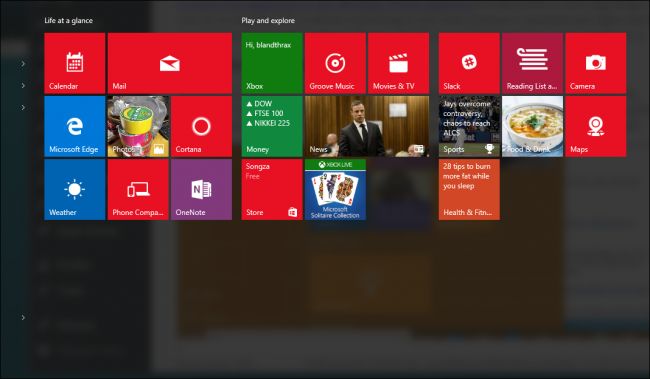 Life at a glance
Play and explore
Calendar
Mail
Hi, blandthrax
Xbox
Groove Music
Movies & TV
Slack
Reading List a...
Camera
Microsoft Edge
Photos
Cortana
▲ DOW
▲ FTSE 100
▲ NIKKEI 225
Money
News
Jays overcome
controversy,
chaos to reach
ALCS
Sports
Food & Drink
Maps
Weather
Phone Compa...
OneNote
Songza
Free
Store
XBOX LIVE
Microsoft
Solitaire Collection
28 tips to burn
more fat while
you sleep
Health & Fitn...